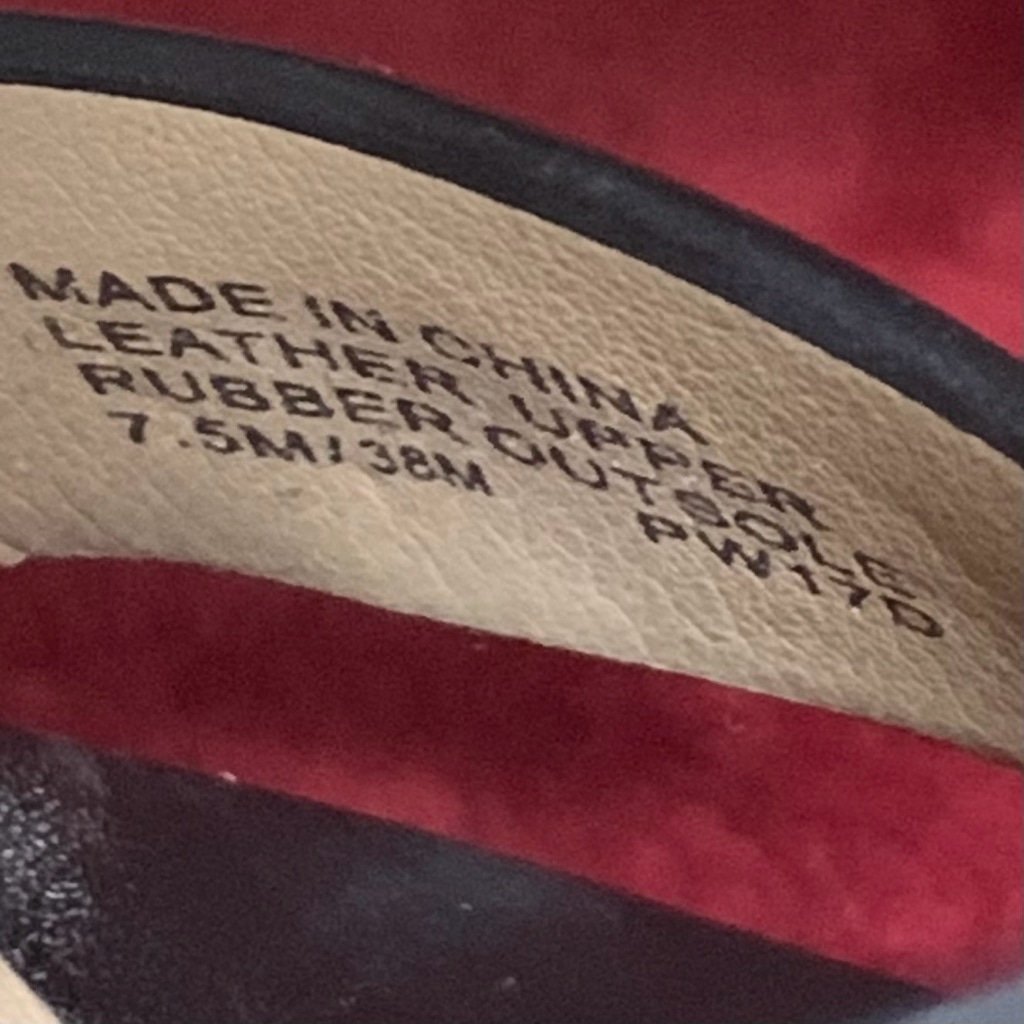 MADE IN CHINA
LEATHER UPPER
RUBBER OUTSOLE
7.5M/38M PW17D